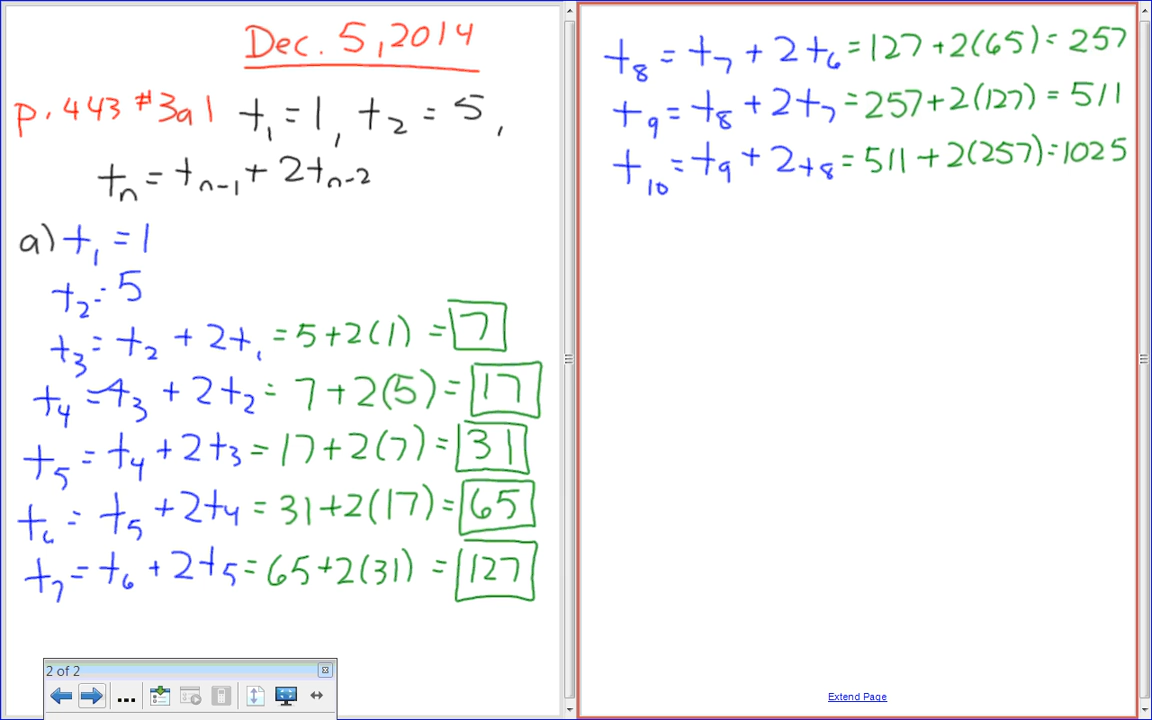 Dec. 5, 2014
p. 443 #3a) t₁ = 1, t₂ = 5,
tₙ = tₙ₋₁ + 2tₙ₋₂
a) t₁ = 1
t₂ = 5
t₃ = t₂ + 2t₁ = 5+2(1) = 7
t₄ = t₃ + 2t₂ = 7+2(5) = 17
t₅ = t₄ + 2t₃ = 17+2(7) = 31
t₆ = t₅ + 2t₄ = 31+2(17) = 65
t₇ = t₆ + 2t₅ = 65+2(31) = 127
2 of 2
t₈ = t₇ + 2t₆ = 127+2(65) = 257
t₉ = t₈ + 2t₇ = 257+2(127) = 511
t₁₀ = t₉ + 2t₈ = 511+2(257) = 1025
Extend Page